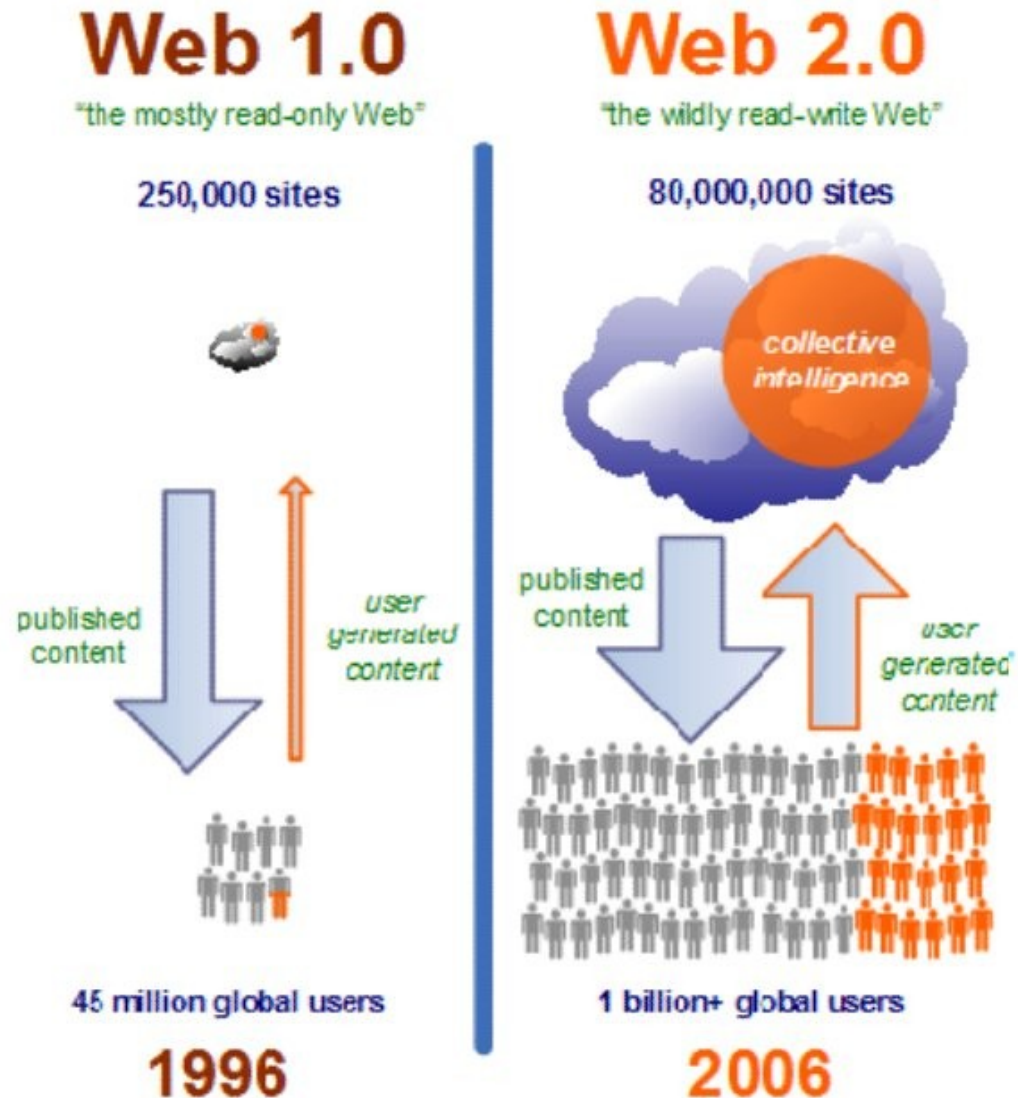 Web 1.0
"the mostly read-only Web"
250,000 sites
published
content
user
generated
content
45 million global users
1996
Web 2.0
"the wildly read-write Web"
80,000,000 sites
collective
intelligence
published
content
user
generated
content
1 billion+ global users
2006